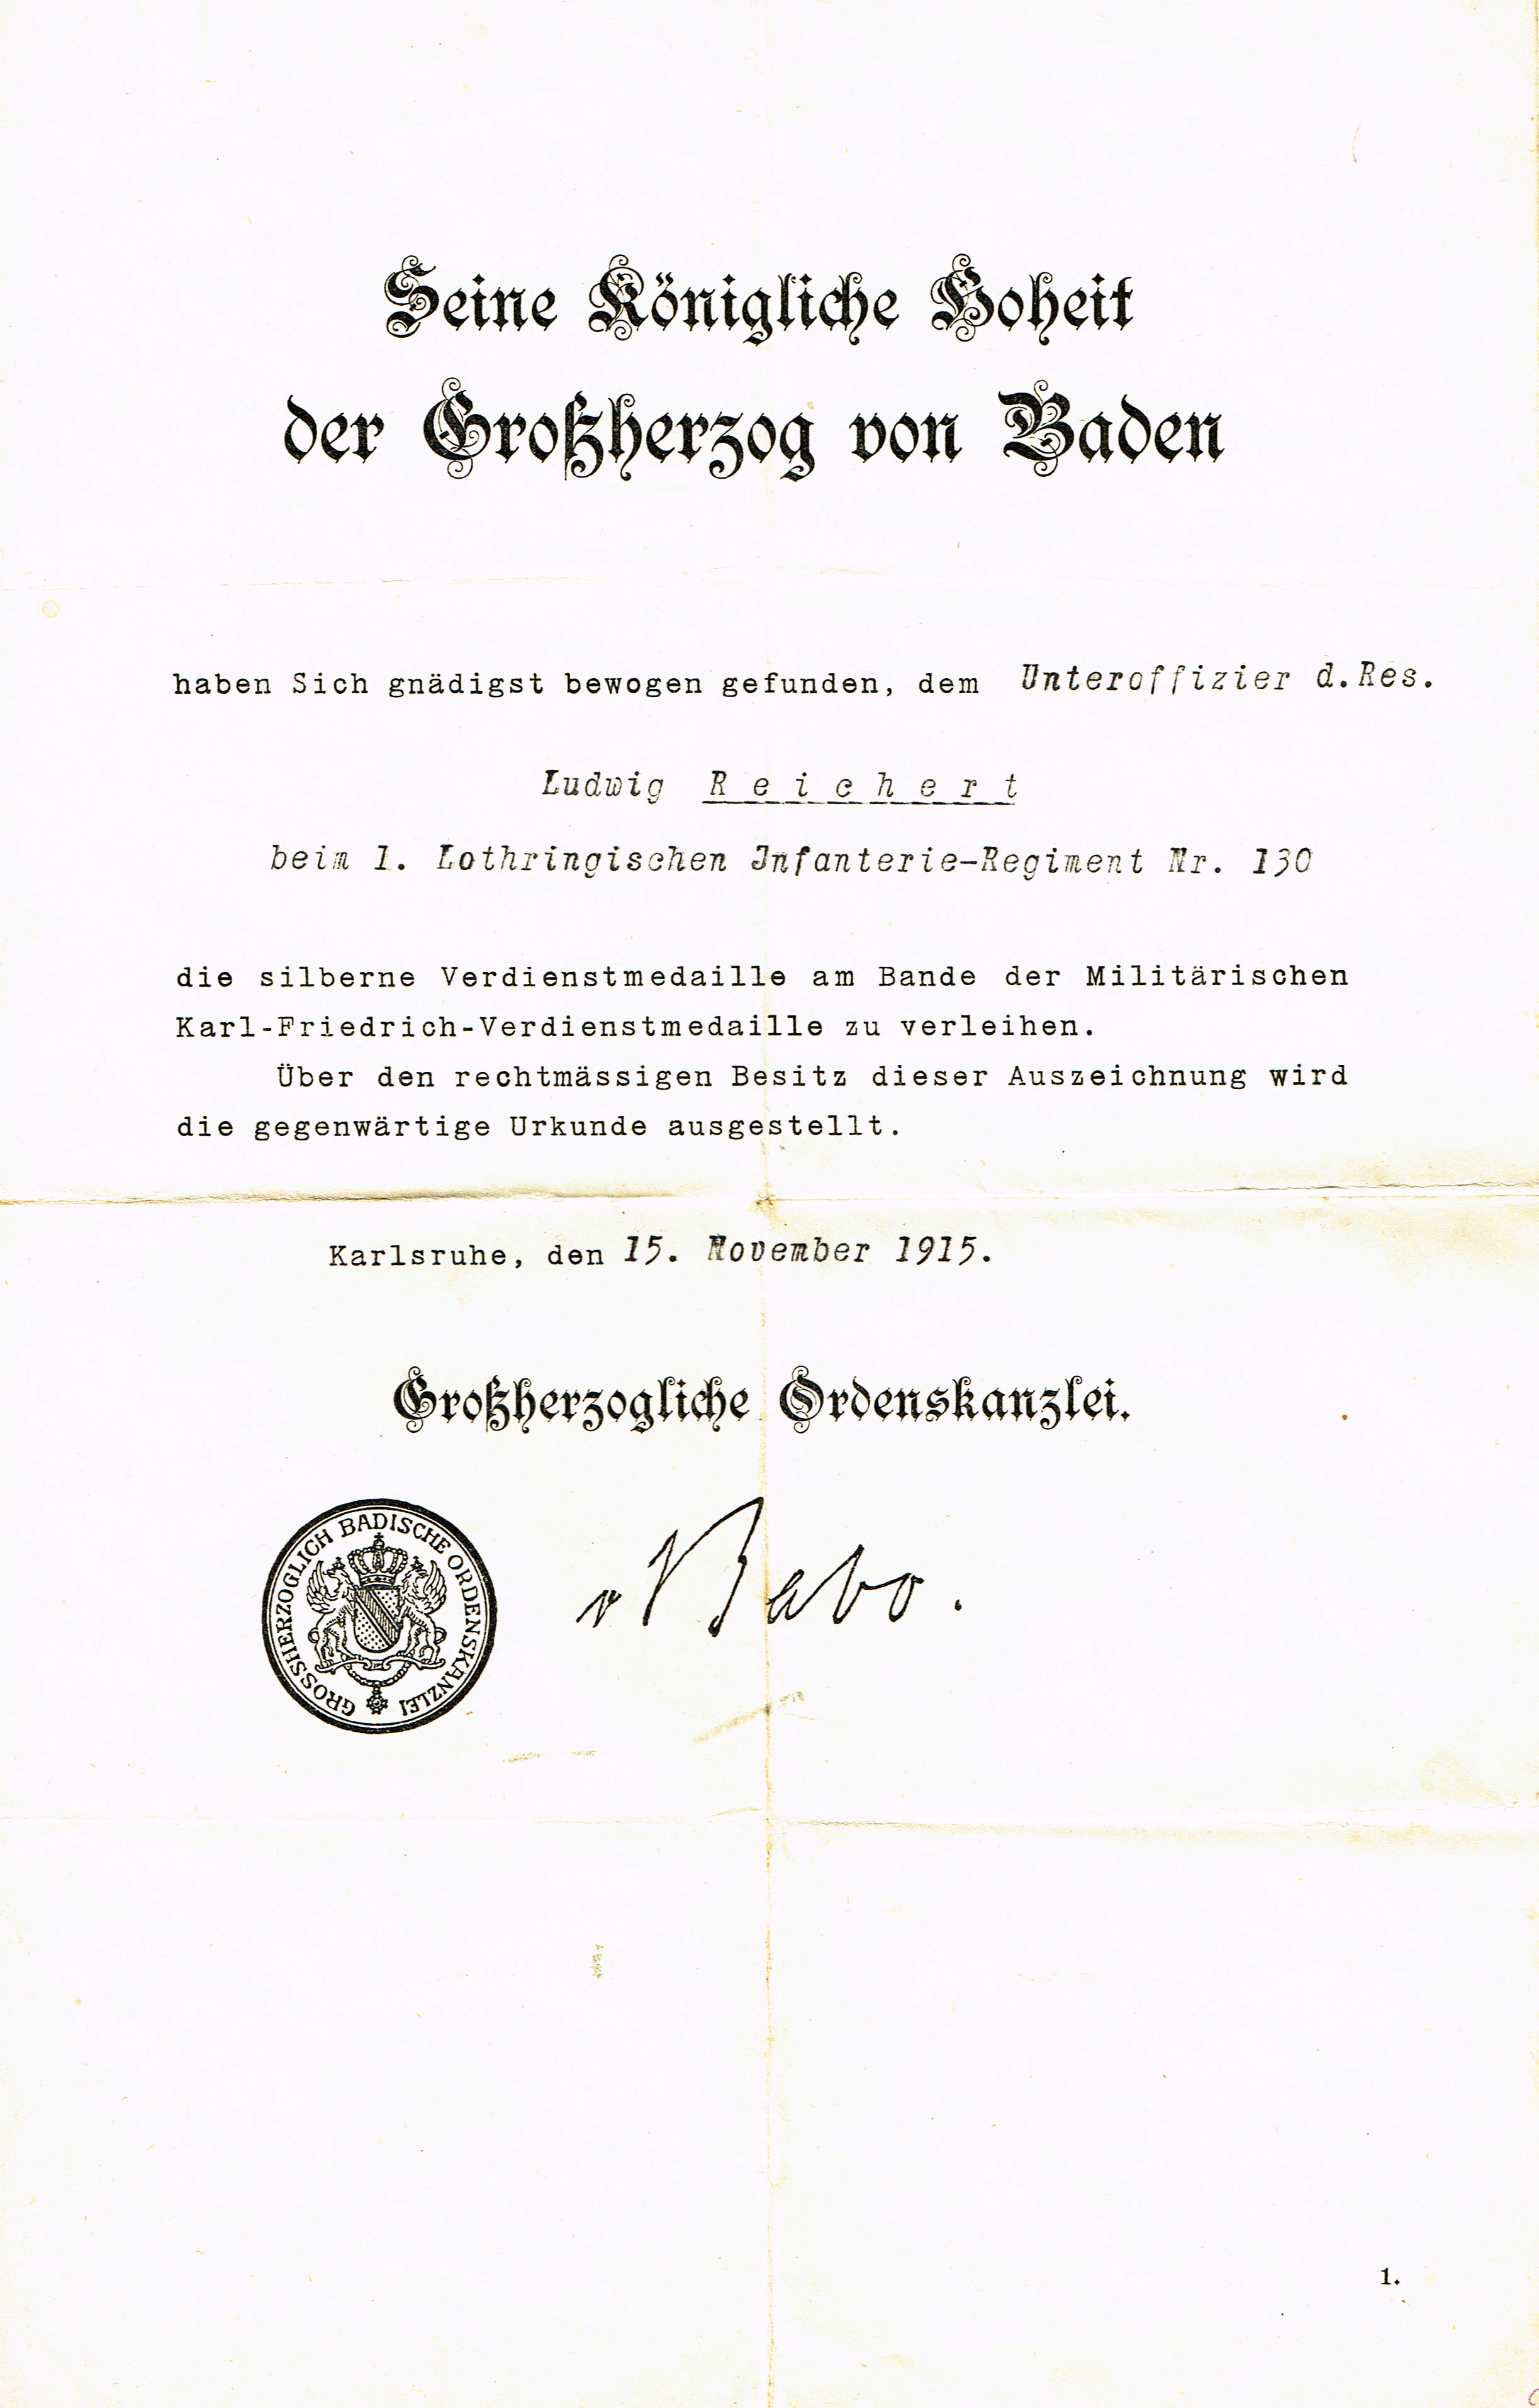 Seine Königliche Hoheit
der Großherzog von Baden
haben Sich gnädigst bewogen gefunden, dem Unteroffizier d.Res.
Ludwig Reichert
beim 1. Lothringischen Infanterie-Regiment Nr. 130
die silberne Verdienstmedaille am Bande der Militärischen
Karl-Friedrich-Verdienstmedaille zu verleihen.
Über den rechtmässigen Besitz dieser Auszeichnung wird
die gegenwärtige Urkunde ausgestellt.
Karlsruhe, den 15. November 1915.
Großherzogliche Ordenskanzlei.
GROSSHERZOGLICH BADISCHE ORDENSKANZLEI
v Babo.
1.